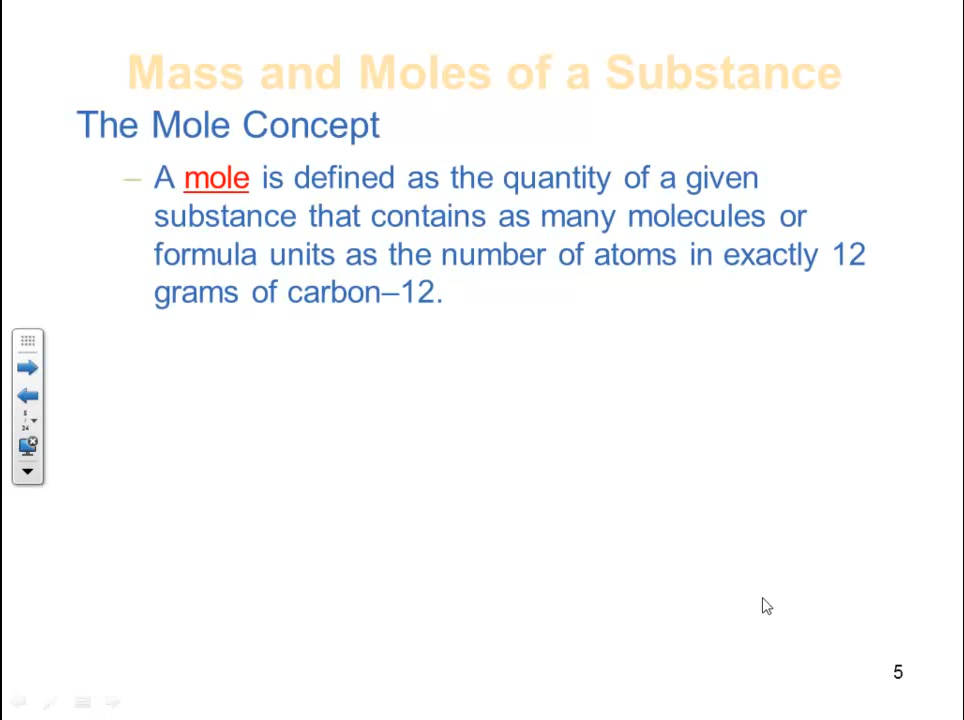 Mass and Moles of a Substance
The Mole Concept
– A mole is defined as the quantity of a given
substance that contains as many molecules or
formula units as the number of atoms in exactly 12
grams of carbon–12.
5
/
24
5